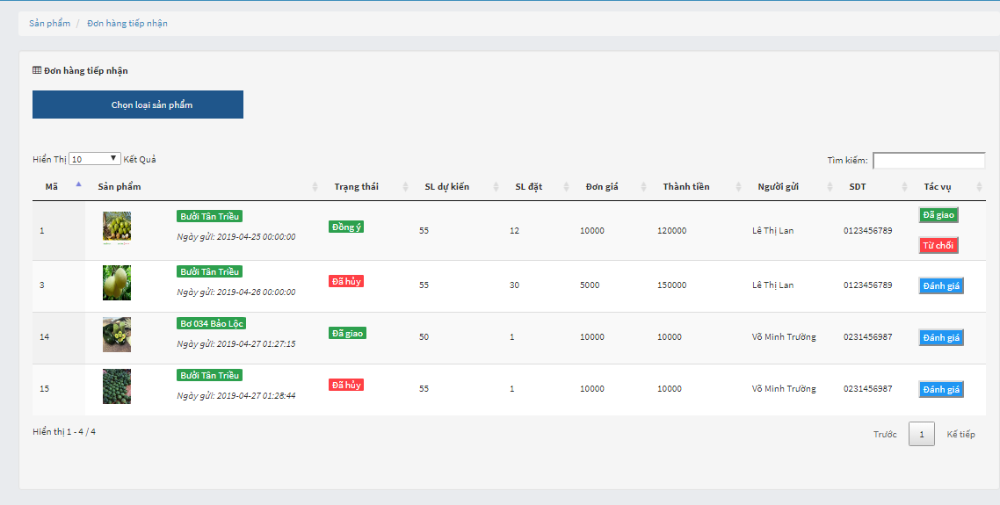 Sản phẩm / Đơn hàng tiếp nhận
Đơn hàng tiếp nhận
Chọn loại sản phẩm
Hiển Thị 10 Kết Quả Tìm kiếm:
Mã Sản phẩm Trạng thái SL dự kiến SL đặt Đơn giá Thành tiền Người gửi SDT Tác vụ
1 Bưởi Tân Triều Ngày gửi: 2019-04-25 00:00:00 Đồng ý 55 12 10000 120000 Lê Thị Lan 0123456789 Đã giao Từ chối
3 Bưởi Tân Triều Ngày gửi: 2019-04-26 00:00:00 Đã hủy 55 30 5000 150000 Lê Thị Lan 0123456789 Đánh giá
14 Bơ 034 Bảo Lộc Ngày gửi: 2019-04-27 01:27:15 Đã giao 50 1 10000 10000 Võ Minh Trường 0231456987 Đánh giá
15 Bưởi Tân Triều Ngày gửi: 2019-04-27 01:28:44 Đã hủy 55 1 10000 10000 Võ Minh Trường 0231456987 Đánh giá
Hiển thị 1 - 4 / 4 Trước 1 Kế tiếp